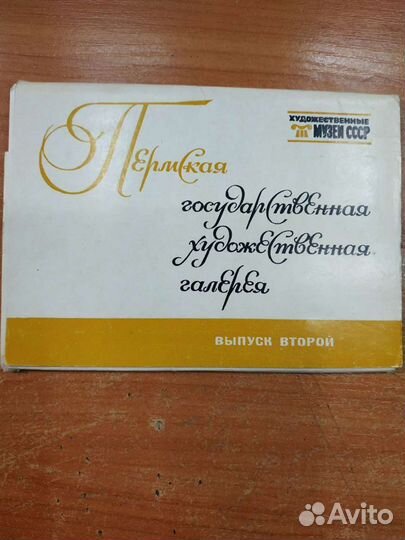 ХУДОЖЕСТВЕННЫЕ
МУЗЕИ СССР
Пермская
государственная
художественная
галерея
ВЫПУСК ВТОРОЙ
Avito